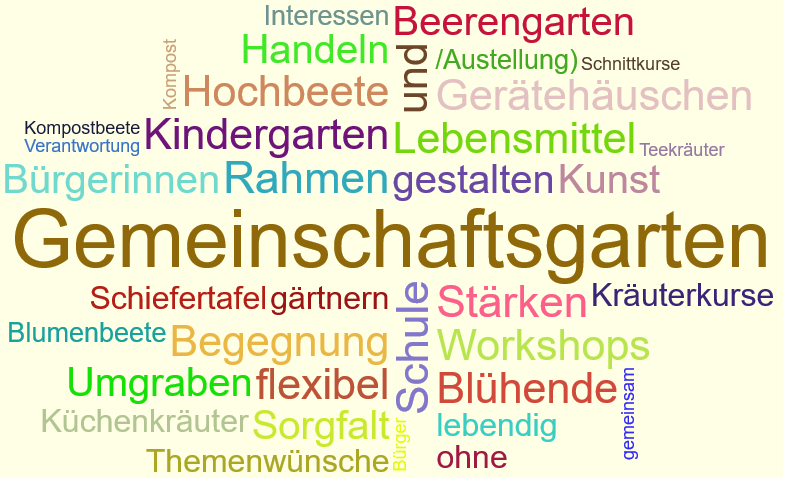 Interessen
Beerengarten
Handeln
und
/Austellung)
Schnittkurse
Kompost
Hochbeete
Gerätehäuschen
Kompostbeete
Kindergarten
Lebensmittel
Verantwortung
Teekräuter
Bürgerinnen
Rahmen
gestalten
Kunst
Gemeinschaftsgarten
Schiefertafel
gärtnern
Schule
Stärken
Kräuterkurse
Blumenbeete
Begegnung
Workshops
Umgraben
flexibel
Blühende
gemeinsam
Küchenkräuter
Sorgfalt
Bürger
lebendig
Themenwünsche
ohne